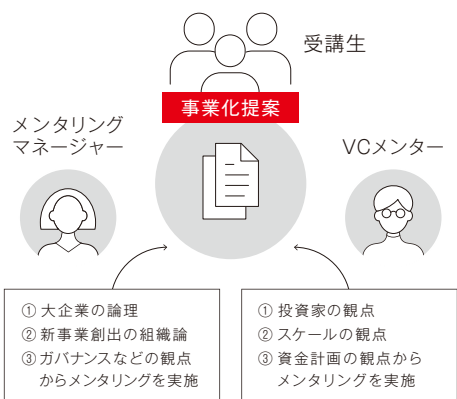 受講生
事業化提案
メンタリング
マネージャー
VCメンター
① 大企業の論理
② 新事業創出の組織論
③ ガバナンスなどの観点
からメンタリングを実施
① 投資家の観点
② スケールの観点
③ 資金計画の観点から
メンタリングを実施